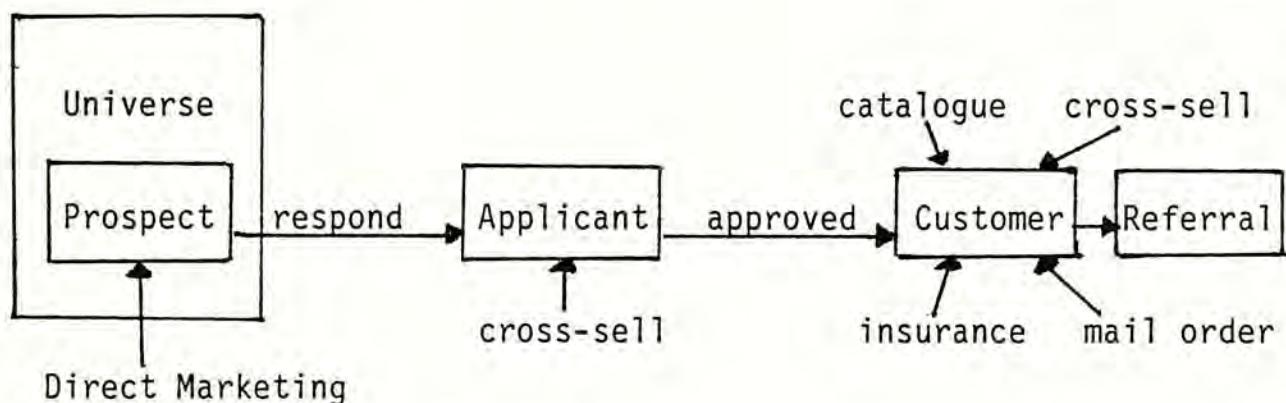 Universe
catalogue cross-sell
Prospect respond Applicant approved Customer Referral
cross-sell insurance mail order
Direct Marketing